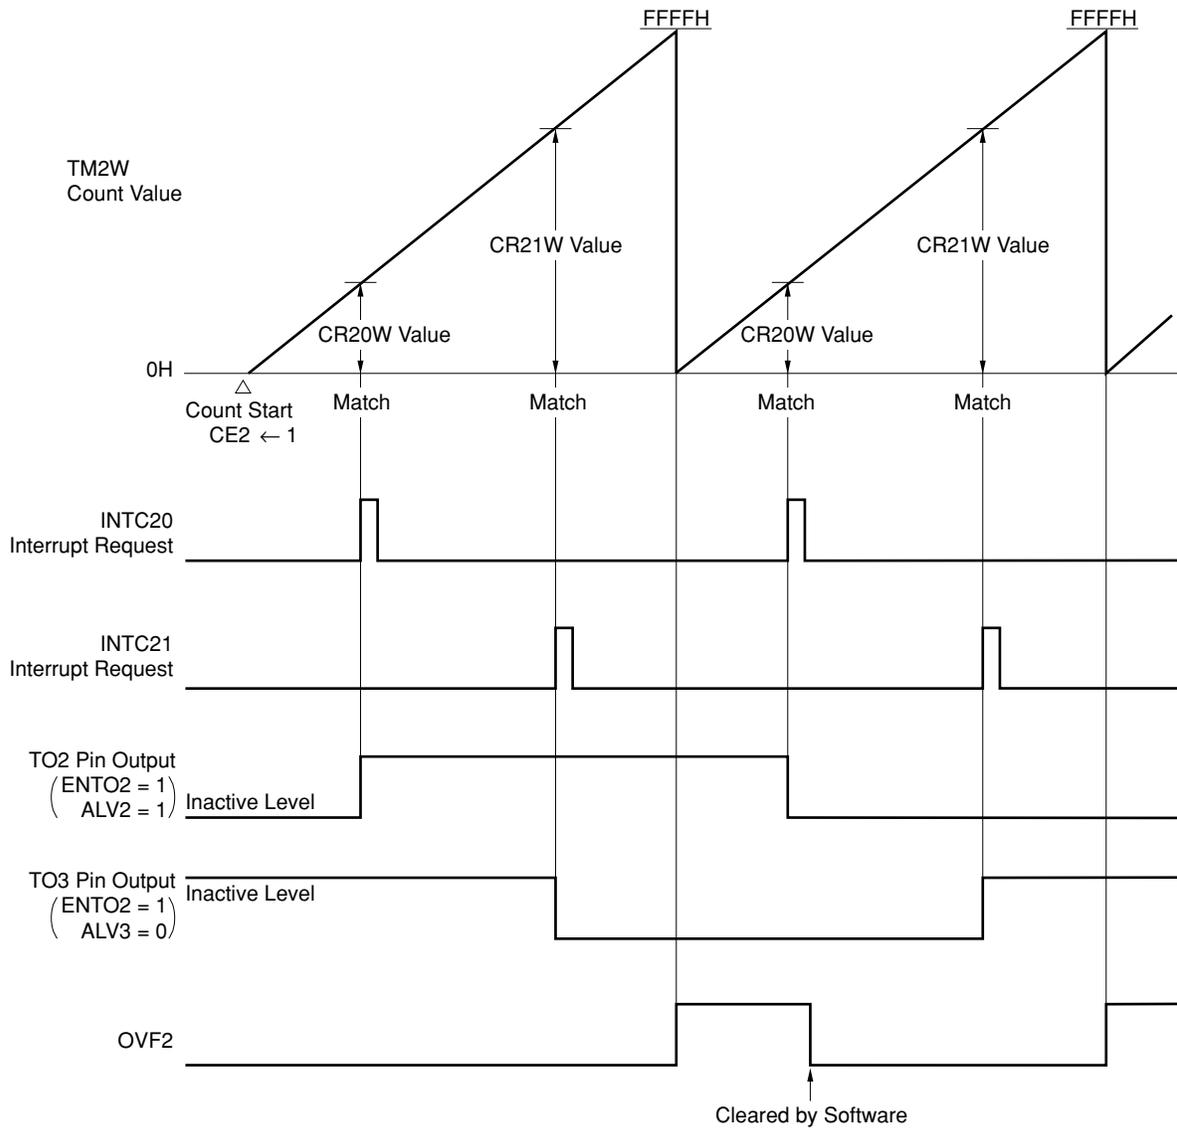 FFFFH
FFFFH
TM2W
Count Value
CR21W Value
CR21W Value
CR20W Value
CR20W Value
0H
Count Start
CE2 ← 1
Match
Match
Match
Match
INTC20
Interrupt Request
INTC21
Interrupt Request
TO2 Pin Output
(ENTO2 = 1
ALV2 = 1)
Inactive Level
TO3 Pin Output
(ENTO2 = 1
ALV3 = 0)
Inactive Level
OVF2
Cleared by Software